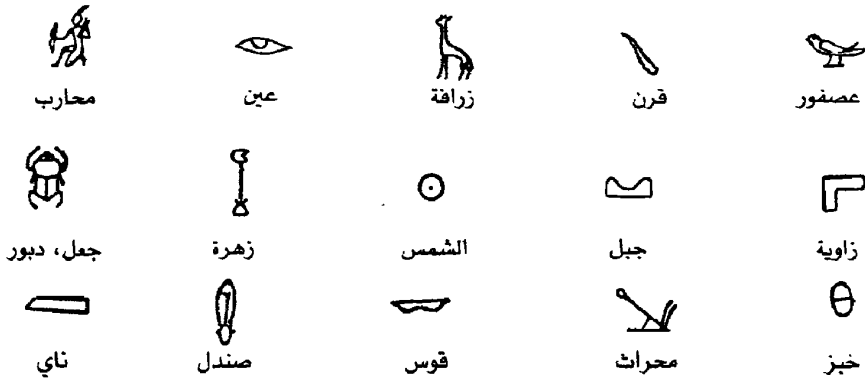 عصفور قرن زرافة عين محارب
زاوية جبل الشمس زهرة جعل، دبور
خبز محراث قوس صندل ناي